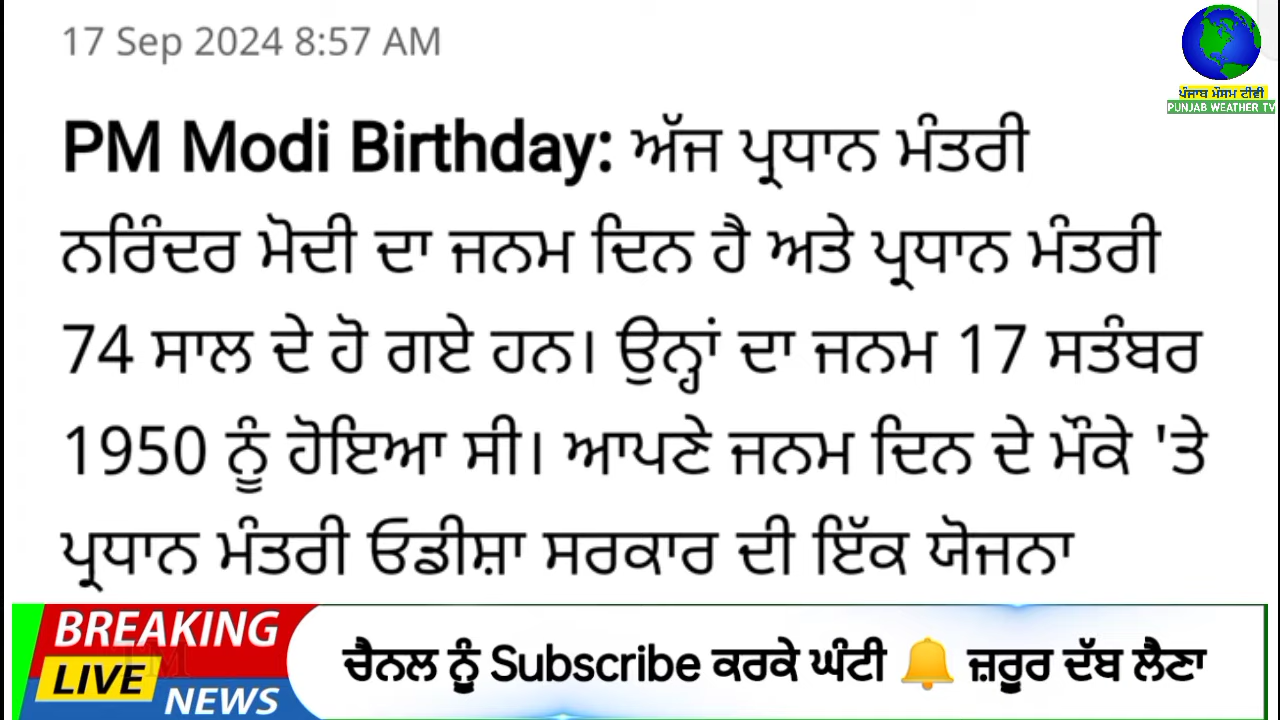 17 Sep 2024 8:57 AM
ਪੰਜਾਬ ਮੌਸਮ ਟੀਵੀ
PUNJAB WEATHER TV
PM Modi Birthday: ਅੱਜ ਪ੍ਰਧਾਨ ਮੰਤਰੀ
ਨਰਿੰਦਰ ਮੋਦੀ ਦਾ ਜਨਮ ਦਿਨ ਹੈ ਅਤੇ ਪ੍ਰਧਾਨ ਮੰਤਰੀ
74 ਸਾਲ ਦੇ ਹੋ ਗਏ ਹਨ। ਉਨ੍ਹਾਂ ਦਾ ਜਨਮ 17 ਸਤੰਬਰ
1950 ਨੂੰ ਹੋਇਆ ਸੀ। ਆਪਣੇ ਜਨਮ ਦਿਨ ਦੇ ਮੌਕੇ 'ਤੇ
ਪ੍ਰਧਾਨ ਮੰਤਰੀ ਓਡੀਸ਼ਾ ਸਰਕਾਰ ਦੀ ਇੱਕ ਯੋਜਨਾ
BREAKING
LIVE
NEWS
ਚੈਨਲ ਨੂੰ Subscribe ਕਰਕੇ ਘੰਟੀ 🔔 ਜ਼ਰੂਰ ਦੱਬ ਲੈਣਾ